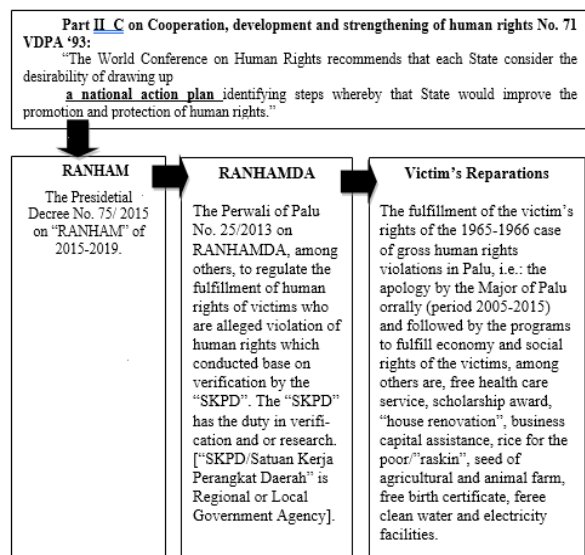 Part II C on Cooperation, development and strengthening of human rights No. 71
VDPA ‘93:
“The World Conference on Human Rights recommends that each State consider the
desirability of drawing up
a national action plan identifying steps whereby that State would improve the
promotion and protection of human rights.”
RANHAM
The Presidetial
Decree No. 75/ 2015
on “RANHAM” of
2015-2019.
RANHAMDA
The Perwali of Palu
No. 25/2013 on
RANHAMDA, among
others, to regulate the
fulfillment of human
rights of victims who
are alleged violation of
human rights which
conducted base on
verification by the
“SKPD”. The “SKPD”
has the duty in verifi-
cation and or research.
[“SKPD/Satuan Kerja
Perangkat Daerah” is
Regional or Local
Government Agency].
Victim’s Reparations
The fulfillment of the victim’s
rights of the 1965-1966 case
of gross human rights
violations in Palu, i.e.: the
apology by the Major of Palu
orrally (period 2005-2015)
and followed by the programs
to fulfill economy and social
rights of the victims, among
others are, free health care
service, scholarship award,
“house renovation”, business
capital assistance, rice for the
poor/”raskin”, seed of
agricultural and animal farm,
free birth certificate, feree
clean water and electricity
facilities.